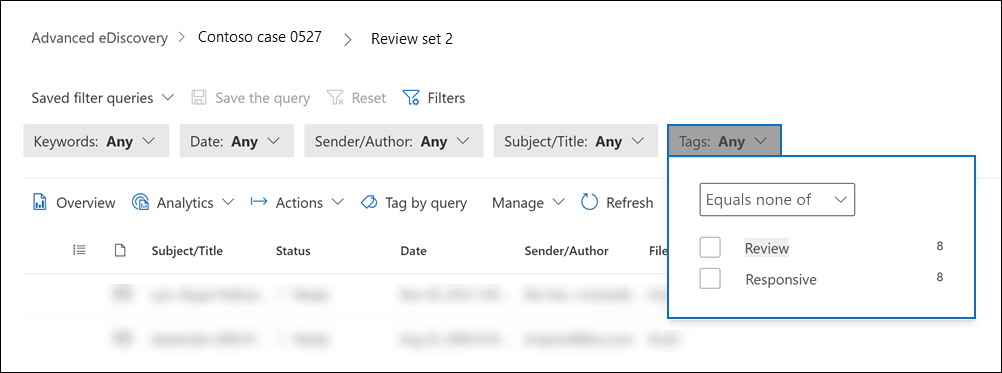 Advanced eDiscovery > Contoso case 0527 > Review set 2
Saved filter queries Save the query Reset Filters
Keywords: Any Date: Any Sender/Author: Any Subject/Title: Any Tags: Any
Equals none of
Overview Analytics Actions Tag by query Manage Refresh
Review 8
Subject/Title Status Date Sender/Author File
Responsive 8